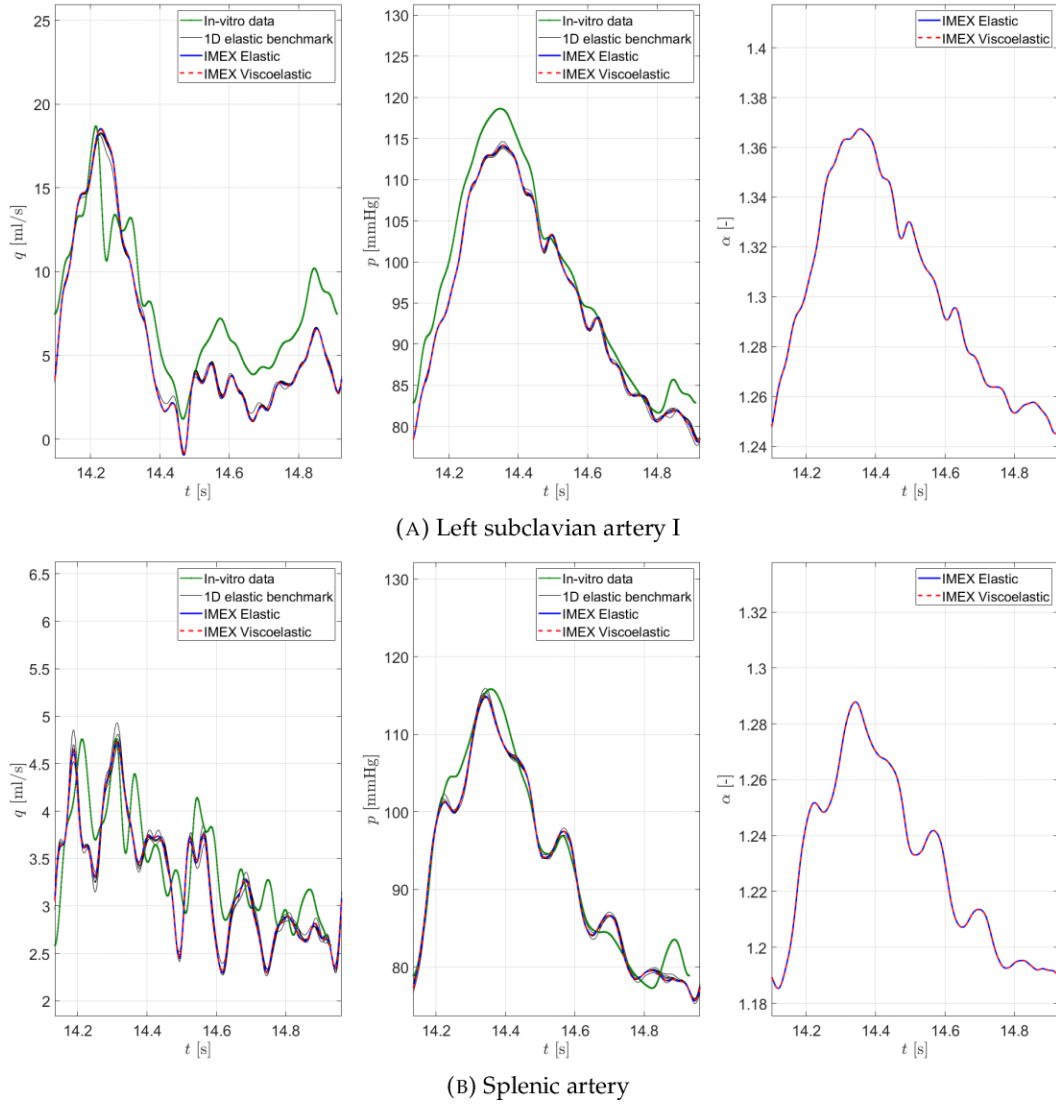 In-vitro data
1D elastic benchmark
IMEX Elastic
IMEX Viscoelastic
25
20
15
10
5
0
q [ml/s]
14.2 14.4 14.6 14.8
t [s]
In-vitro data
1D elastic benchmark
IMEX Elastic
IMEX Viscoelastic
130
120
115
110
105
100
95
90
85
80
p [mmHg]
14.2 14.4 14.6 14.8
t [s]
IMEX Elastic
IMEX Viscoelastic
1.4
1.36
1.32
1.3
1.28
1.26
1.24
α [-]
14.2 14.4 14.6 14.8
t [s]
(A) Left subclavian artery I
In-vitro data
1D elastic benchmark
IMEX Elastic
IMEX Viscoelastic
6.5
6
5.5
5
4.5
4
3.5
3
2.5
2
q [ml/s]
14.2 14.4 14.6 14.8
t [s]
In-vitro data
1D elastic benchmark
IMEX Elastic
IMEX Viscoelastic
130
120
110
100
90
80
p [mmHg]
14.2 14.4 14.6 14.8
t [s]
IMEX Elastic
IMEX Viscoelastic
1.32
1.3
1.26
1.24
1.22
1.2
1.18
α [-]
14.2 14.4 14.6 14.8
t [s]
(B) Splenic artery